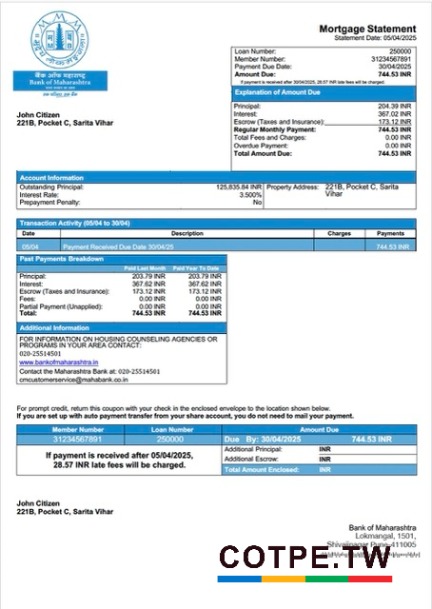 Mortgage Statement
Statement Date: 05/04/2025
बैंक ऑफ महाराष्ट्र
Bank of Maharashtra
Loan Number: 250000
Member Number: 31234567891
Payment Due Date: 30/04/2025
Amount Due: 744.53 INR
If payment is received after 30/04/2025, 28.57 INR late fees will be charged.
John Citizen
221B, Pocket C, Sarita Vihar
Explanation of Amount Due
Principal: 204.39 INR
Interest: 367.02 INR
Escrow (Taxes and Insurance): 173.12 INR
Regular Monthly Payment: 744.53 INR
Total Fees and Charges: 0.00 INR
Overdue Payment: 0.00 INR
Total Amount Due: 744.53 INR
Account Information
Outstanding Principal: 125,835.84 INR
Interest Rate: 3.500%
Prepayment Penalty: No
Property Address: 221B, Pocket C, Sarita
Vihar
Transaction Activity (05/04 to 30/04)
Date Description Charges Payments
05/04 Payment Received Due Date 30/04/25 744.53 INR
Past Payments Breakdown
Paid Last Month Paid Year To Date
Principal: 203.79 INR 203.79 INR
Interest: 367.62 INR 367.62 INR
Escrow (Taxes and Insurance): 173.12 INR 173.12 INR
Fees: 0.00 INR 0.00 INR
Partial Payment (Unapplied): 0.00 INR 0.00 INR
Total: 744.53 INR 744.53 INR
Additional Information
FOR INFORMATION ON HOUSING COUNSELING AGENCIES OR
PROGRAMS IN YOUR AREA CONTACT:
020-25514501
www.bankofmaharashtra.in
Contact the Maharashtra Bank at: 020-25514501
cmcustomerservice@mahabank.co.in
For prompt credit, return this coupon with your check in the enclosed envelope to the location shown below.
If you are set up with auto payment transfer from your share account, you do not need to mail your payment.
Member Number Loan Number Amount Due
31234567891 250000 Due By: 30/04/2025 744.53 INR
If payment is received after 05/04/2025,
28.57 INR late fees will be charged.
Additional Principal: INR
Additional Escrow: INR
Total Amount Enclosed: INR
John Citizen
221B, Pocket C, Sarita Vihar
Bank of Maharashtra
Lokmangal, 1501,
Shivajinagar Pune-411005
COTPE.TW